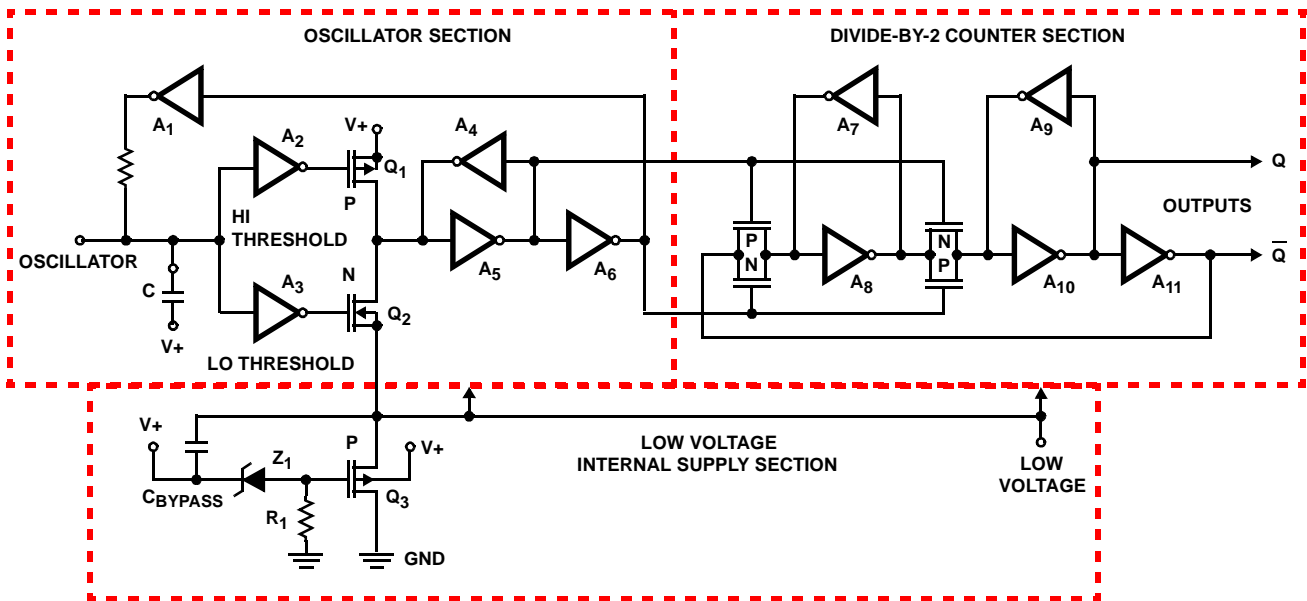 OSCILLATOR SECTION
DIVIDE-BY-2 COUNTER SECTION
A1
A2
V+
Q1
P
A4
A7
A9
Q
HI
THRESHOLD
OUTPUTS
OSCILLATOR
C
V+
A3
N
Q2
A5
A6
P
N
A8
N
P
A10
A11
Q̅
LO THRESHOLD
V+
CBYPASS
Z1
R1
P
V+
Q3
GND
LOW VOLTAGE
INTERNAL SUPPLY SECTION
LOW
VOLTAGE